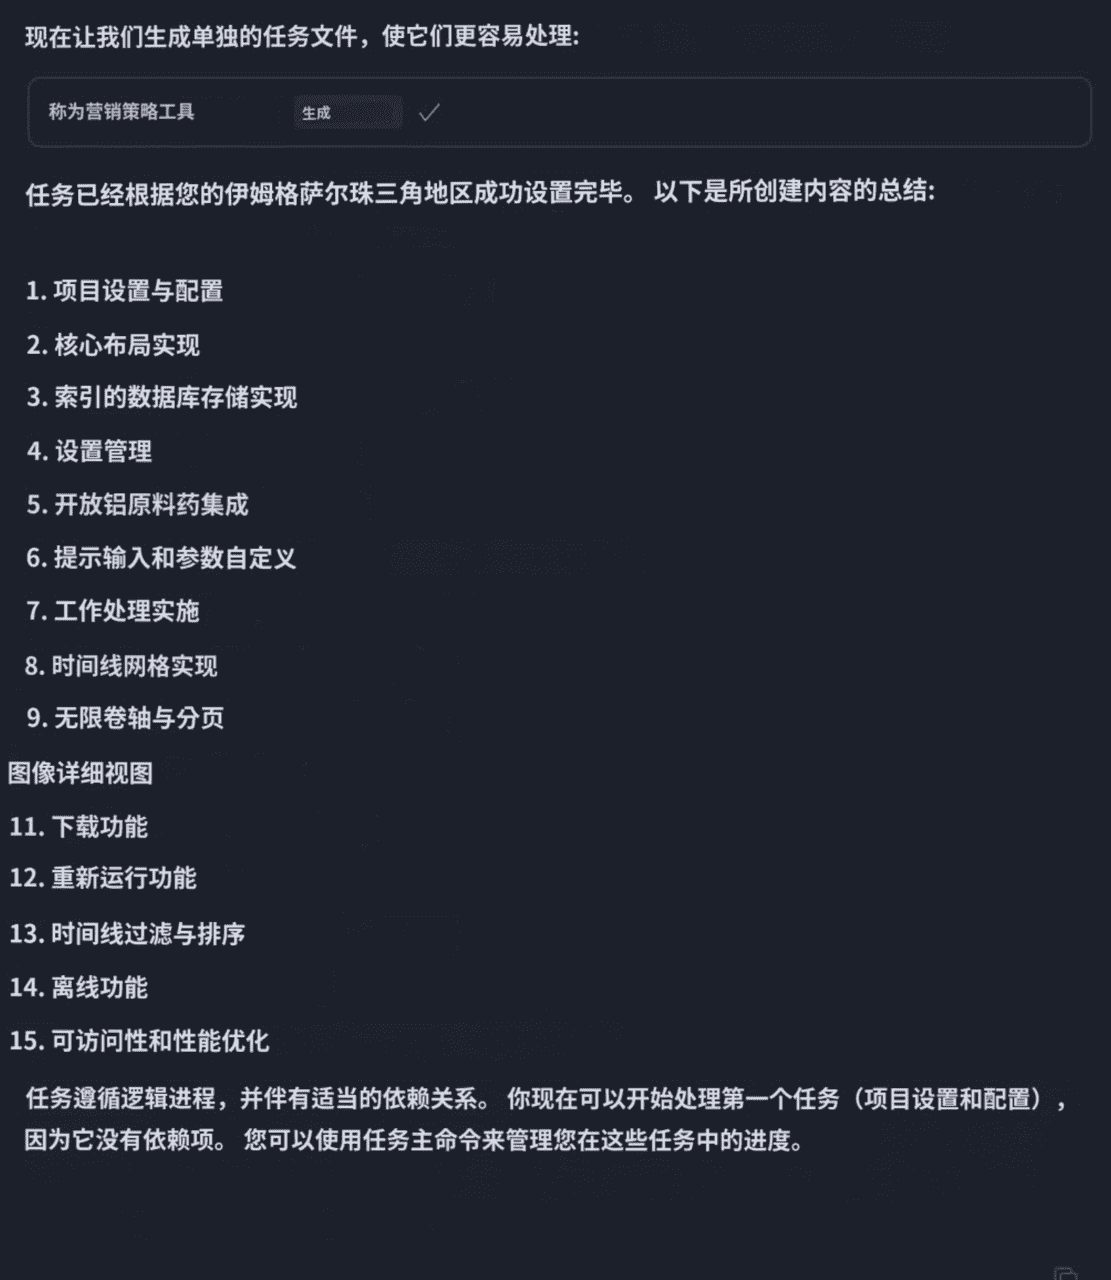 现在让我们生成单独的任务文件，使它们更容易处理:
称为营销策略工具 生成
任务已经根据您的伊姆格萨尔珠三角地区成功设置完毕。 以下是所创建内容的总结:
1. 项目设置与配置
2. 核心布局实现
3. 索引的数据库存储实现
4. 设置管理
5. 开放铝原料药集成
6. 提示输入和参数自定义
7. 工作处理实施
8. 时间线网格实现
9. 无限卷轴与分页
图像详细视图
11. 下载功能
12. 重新运行功能
13. 时间线过滤与排序
14. 离线功能
15. 可访问性和性能优化
任务遵循逻辑进程，并伴有适当的依赖关系。 你现在可以开始处理第一个任务（项目设置和配置），
因为它没有依赖项。 您可以使用任务主命令来管理您在这些任务中的进度。